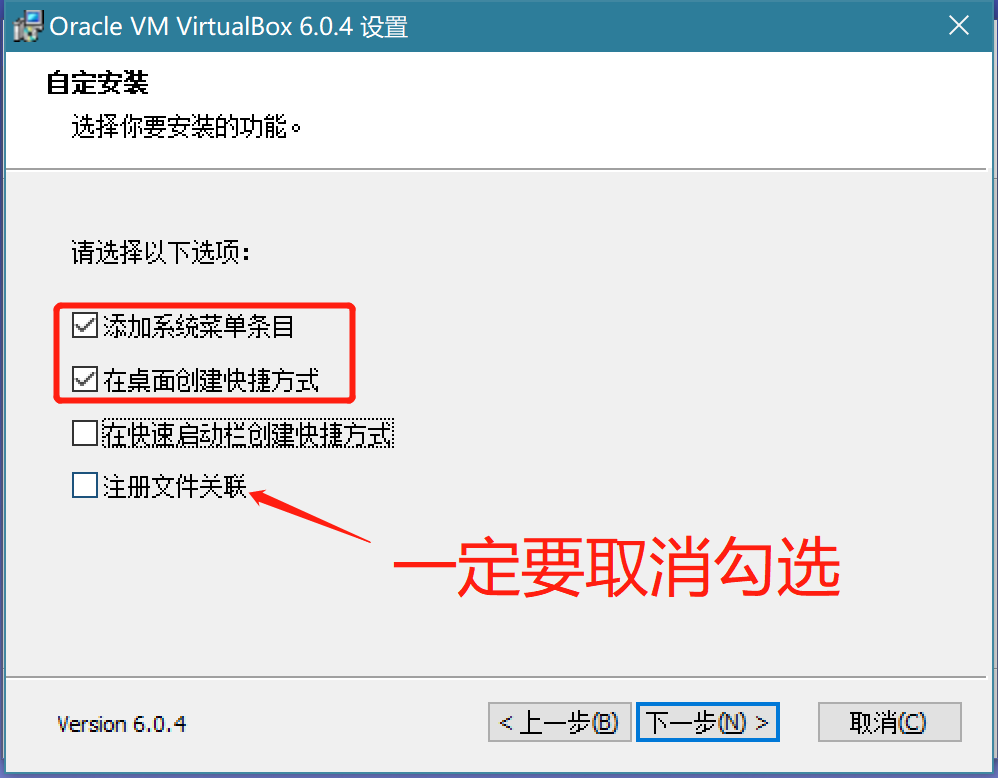 Oracle VM VirtualBox 6.0.4 设置
自定安装
选择你要安装的功能。
请选择以下选项：
添加系统菜单条目
在桌面创建快捷方式
在快速启动栏创建快捷方式
注册文件关联
一定要取消勾选
Version 6.0.4
< 上一步(B)
下一步(N) >
取消(C)